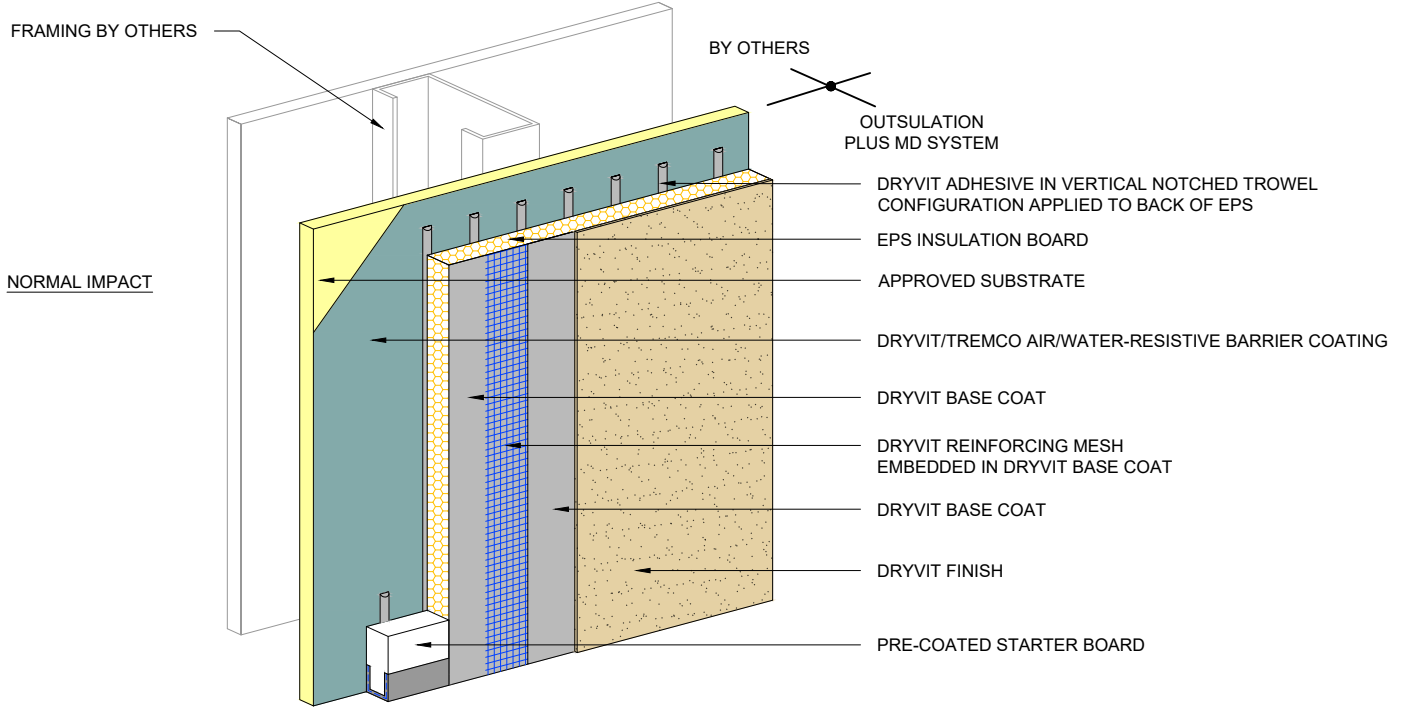 FRAMING BY OTHERS
BY OTHERS
OUTSULATION
PLUS MD SYSTEM
DRYVIT ADHESIVE IN VERTICAL NOTCHED TROWEL
CONFIGURATION APPLIED TO BACK OF EPS
EPS INSULATION BOARD
NORMAL IMPACT
APPROVED SUBSTRATE
DRYVIT/TREMCO AIR/WATER-RESISTIVE BARRIER COATING
DRYVIT BASE COAT
DRYVIT REINFORCING MESH
EMBEDDED IN DRYVIT BASE COAT
DRYVIT BASE COAT
DRYVIT FINISH
PRE-COATED STARTER BOARD